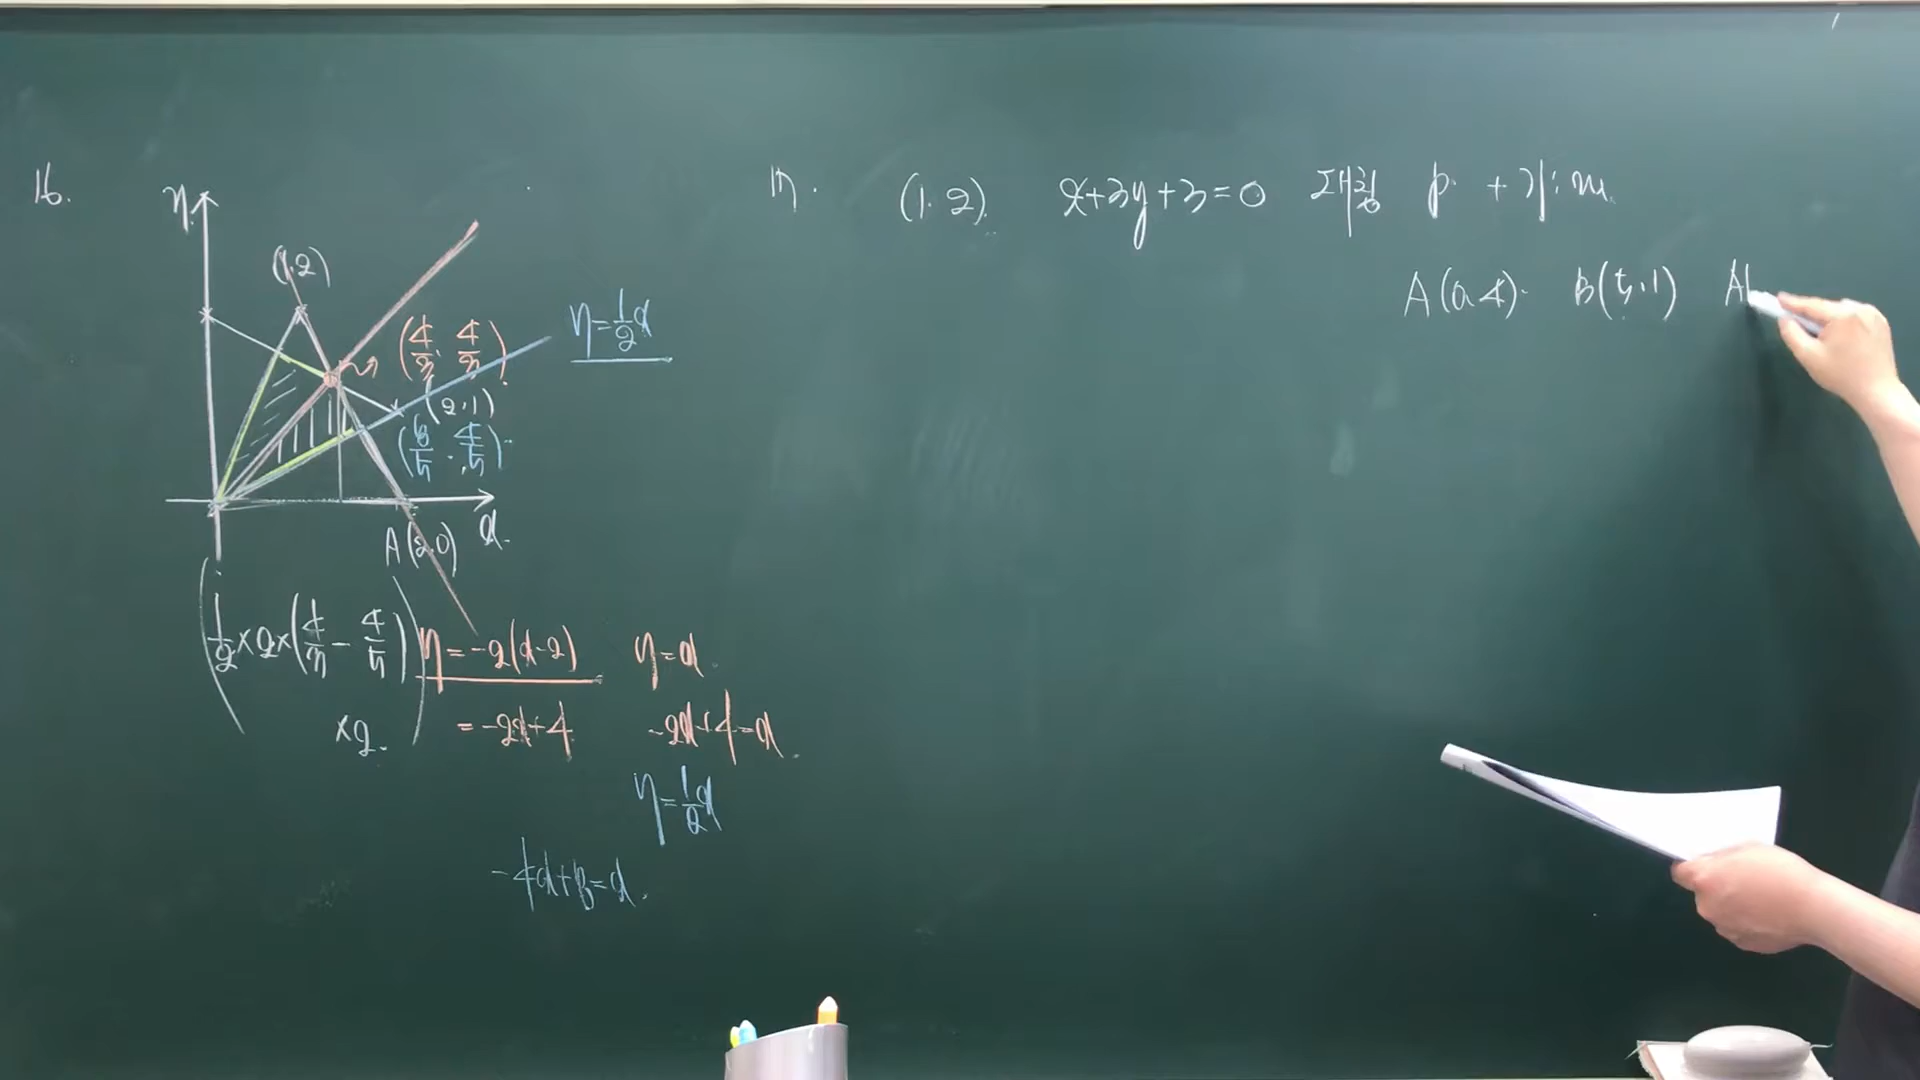 16.
y
(1,2)
y=1/2x
(4/3, 4/3)
(2,1)
(8/5, 4/5)
A(2,0) x
(1/2×2×(4/3-4/5)×2)
y=-2(x-2)
=-2x+4
y=x
-2x+4=x
y=1/2x
-4x+8=x
17. (1,2) x+3y+3=0 대칭 p + 기:m
A(a,4) B(5,1) A